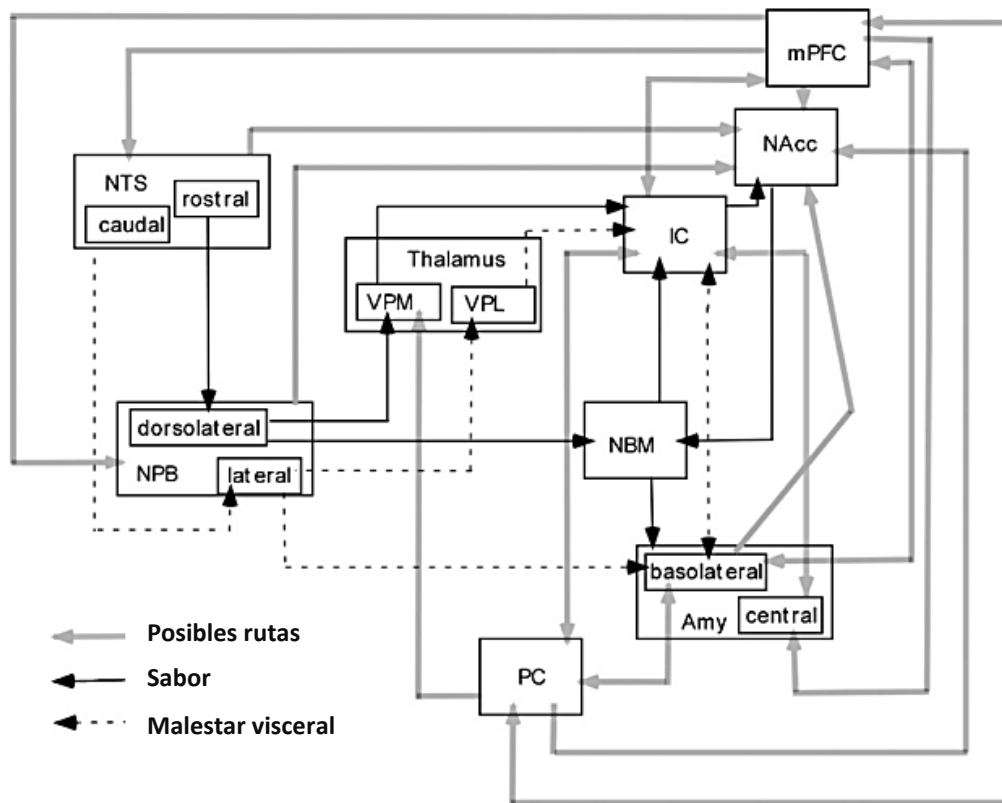 mPFC
NAcc
NTS
rostral
caudal
IC
Thalamus
VPM
VPL
dorsolateral
NBM
NPB
lateral
basolateral
central
Amy
PC
Posibles rutas
Sabor
Malestar visceral